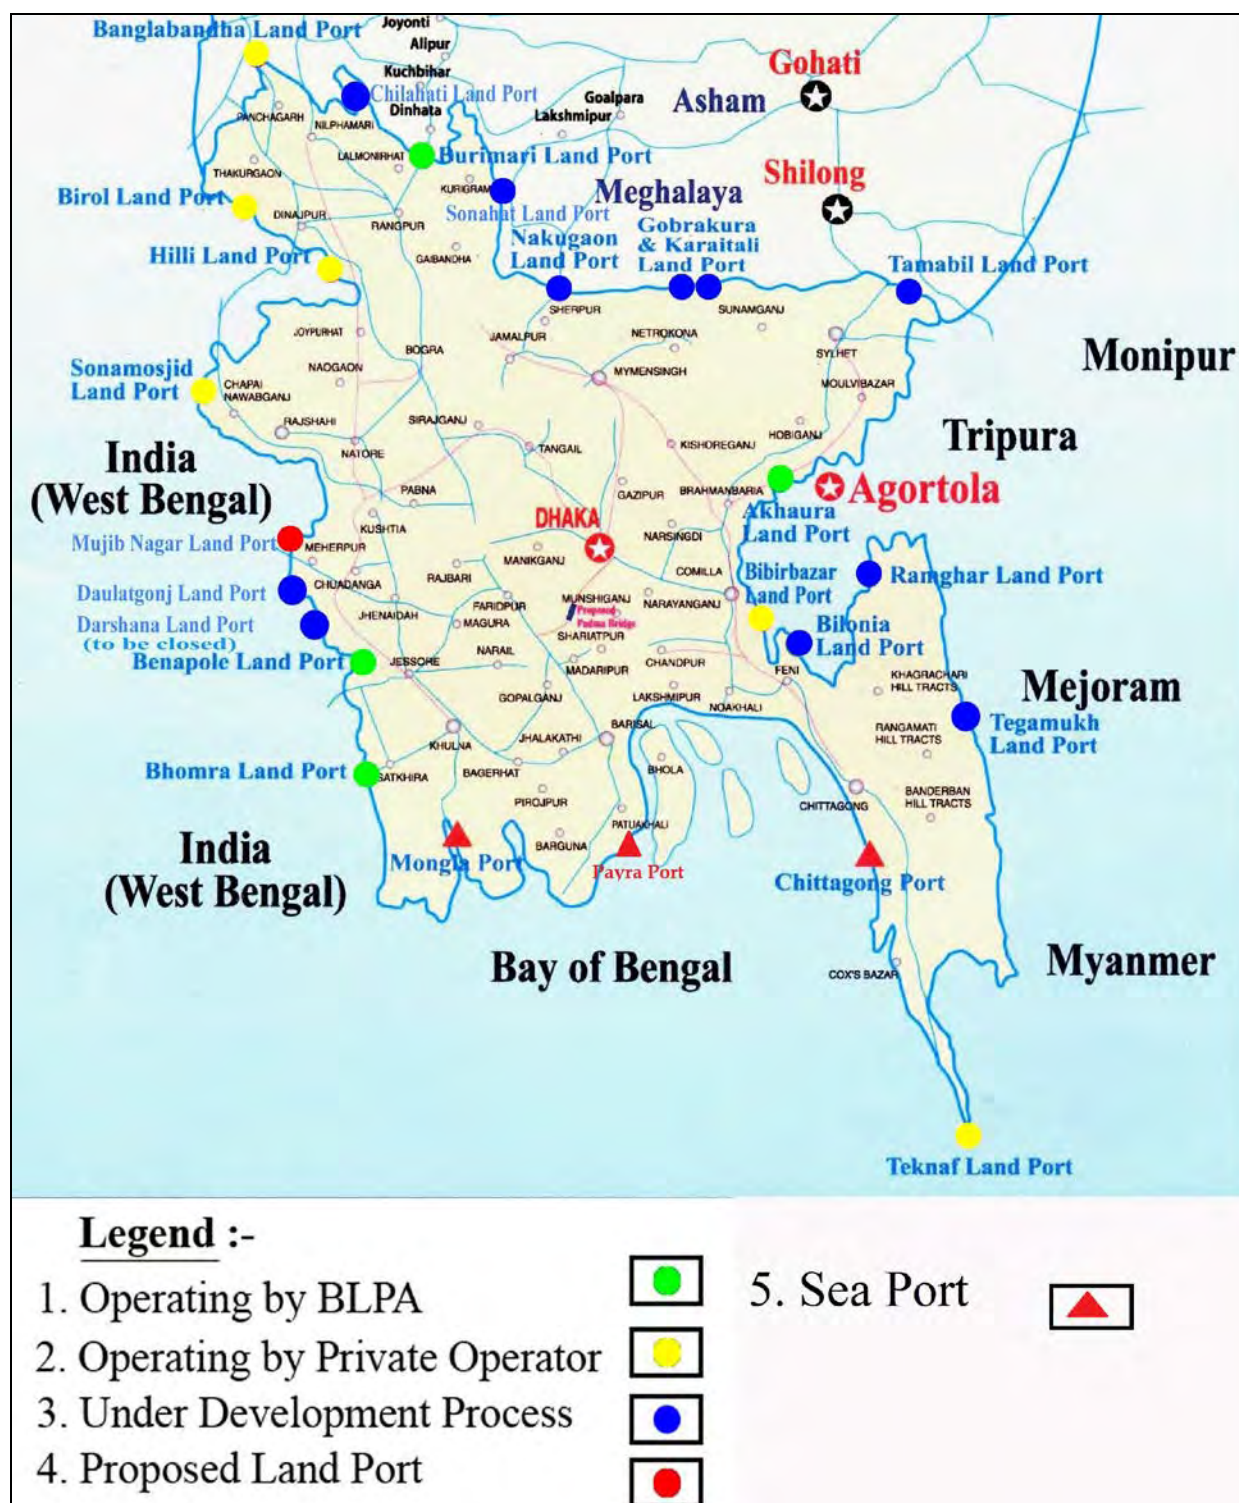 Banglabandha Land Port
Joyonti
Alipur
Kuchbihar
Chilahati Land Port
Dinhata
Goalpara
Lakshmipur
Asham
Gohati
PANCHAGARH
NILPHAMARI
LALMONIRHAT
Burimari Land Port
THAKURGAON
KURIGRAM
Shilong
Meghalaya
Birol Land Port
DINAJPUR
RANGPUR
Sonahat Land Port
Nakugaon
Land Port
Gobrakura
& Karaitali
Land Port
Hilli Land Port
GAIBANDHA
Tamabil Land Port
SHERPUR
SUNAMGANJ
JOYPURHAT
JAMALPUR
NETROKONA
BOGRA
SYLHET
Monipur
Sonamosjid
Land Port
NAOGAON
MYMENSINGH
MOULVIBAZAR
CHAPAI
NAWABGANJ
RAJSHAHI
SIRAJGANJ
HOBIGANJ
Tripura
India
(West Bengal)
NATORE
TANGAIL
KISHOREGANJ
PABNA
GAZIPUR
BRAHMANBARIA
Agortola
KUSHTIA
DHAKA
Akhaura
Land Port
NARSINGDI
Mujib Nagar Land Port
MEHERPUR
MANIKGANJ
CHUADANGA
RAJBARI
COMILLA
Bibirbazar
Land Port
Ramghar Land Port
Daulatgonj Land Port
JHENAIDAH
FARIDPUR
MUNSHIGANJ
NARAYANGANJ
Proposed
Padma Bridge
Darshana Land Port
(to be closed)
MAGURA
SHARIATPUR
Bilonia
Land Port
Benapole Land Port
JESSORE
NARAIL
MADARIPUR
CHANDPUR
FENI
KHAGRACHARI
HILL TRACTS
Mejoram
GOPALGANJ
LAKSHMIPUR
NOAKHALI
Tegamukh
Land Port
KHULNA
JHALAKATHI
BARISAL
RANGAMATI
HILL TRACTS
Bhomra Land Port
SATKHIRA
BAGERHAT
BHOLA
PIROJPUR
CHITTAGONG
BANDERBAN
HILL TRACTS
PATUAKHALI
BARGUNA
India
(West Bengal)
Mongla Port
Payra Port
Chittagong Port
Bay of Bengal
COX'S BAZAR
Myanmer
Teknaf Land Port
Legend :-
1. Operating by BLPA
2. Operating by Private Operator
3. Under Development Process
4. Proposed Land Port
5. Sea Port